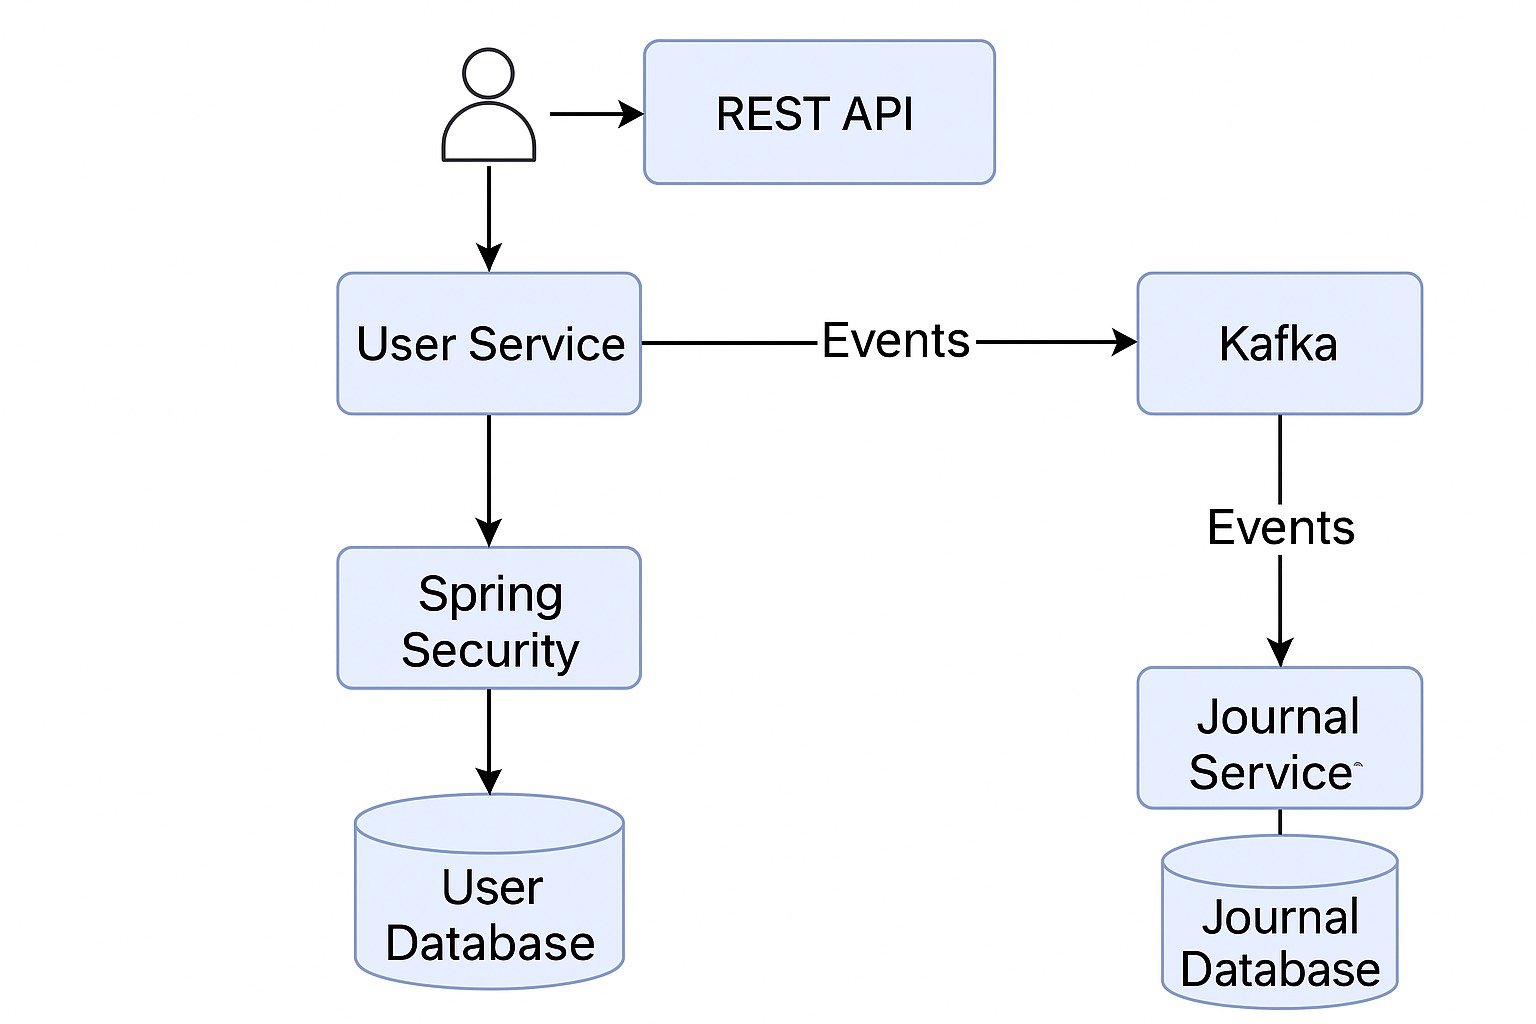 REST API
User Service
Events
Kafka
Spring
Security
Events
Journal
Service
User
Database
Journal
Database